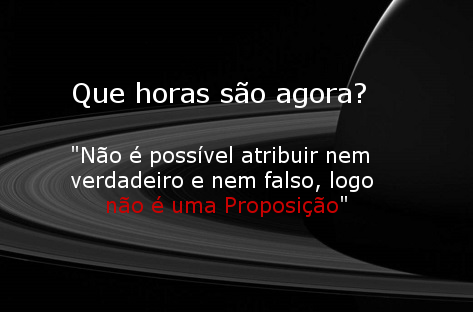 Que horas são agora?
"Não é possível atribuir nem
verdadeiro e nem falso, logo
não é uma Proposição"